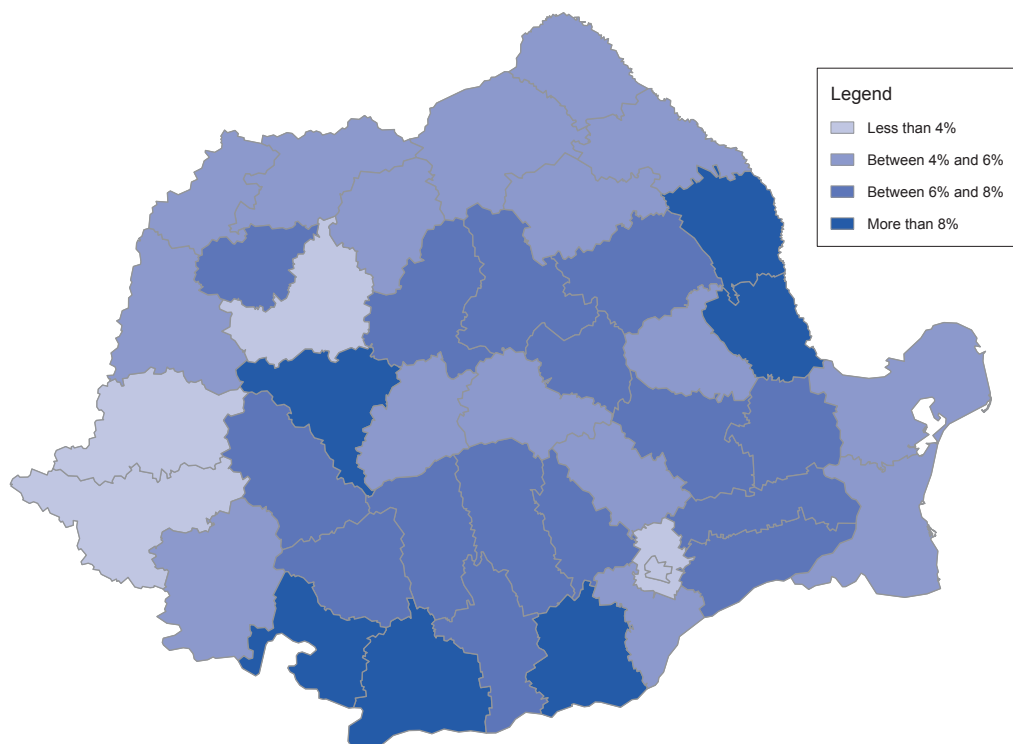 Legend
Less than 4%
Between 4% and 6%
Between 6% and 8%
More than 8%